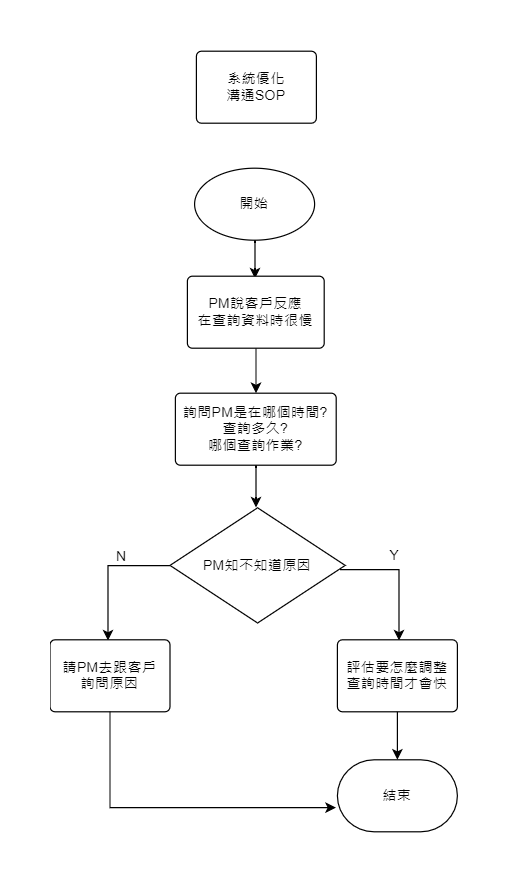 系統優化
溝通SOP
開始
PM說客戶反應
在查詢資料時很慢
詢問PM是在哪個時間?
查詢多久?
哪個查詢作業?
PM知不知道原因
N
Y
請PM去跟客戶
詢問原因
評估要怎麼調整
查詢時間才會快
結束